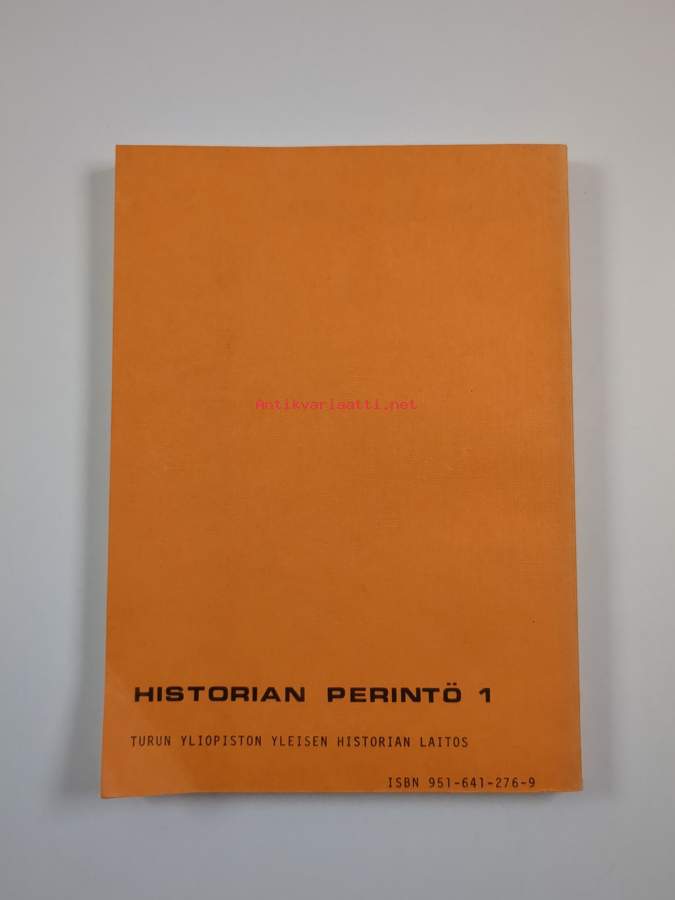 Antikvariaatti.net
HISTORIAN PERINTÖ 1
TURUN YLIOPISTON YLEISEN HISTORIAN LAITOS
ISBN 951-641-276-9